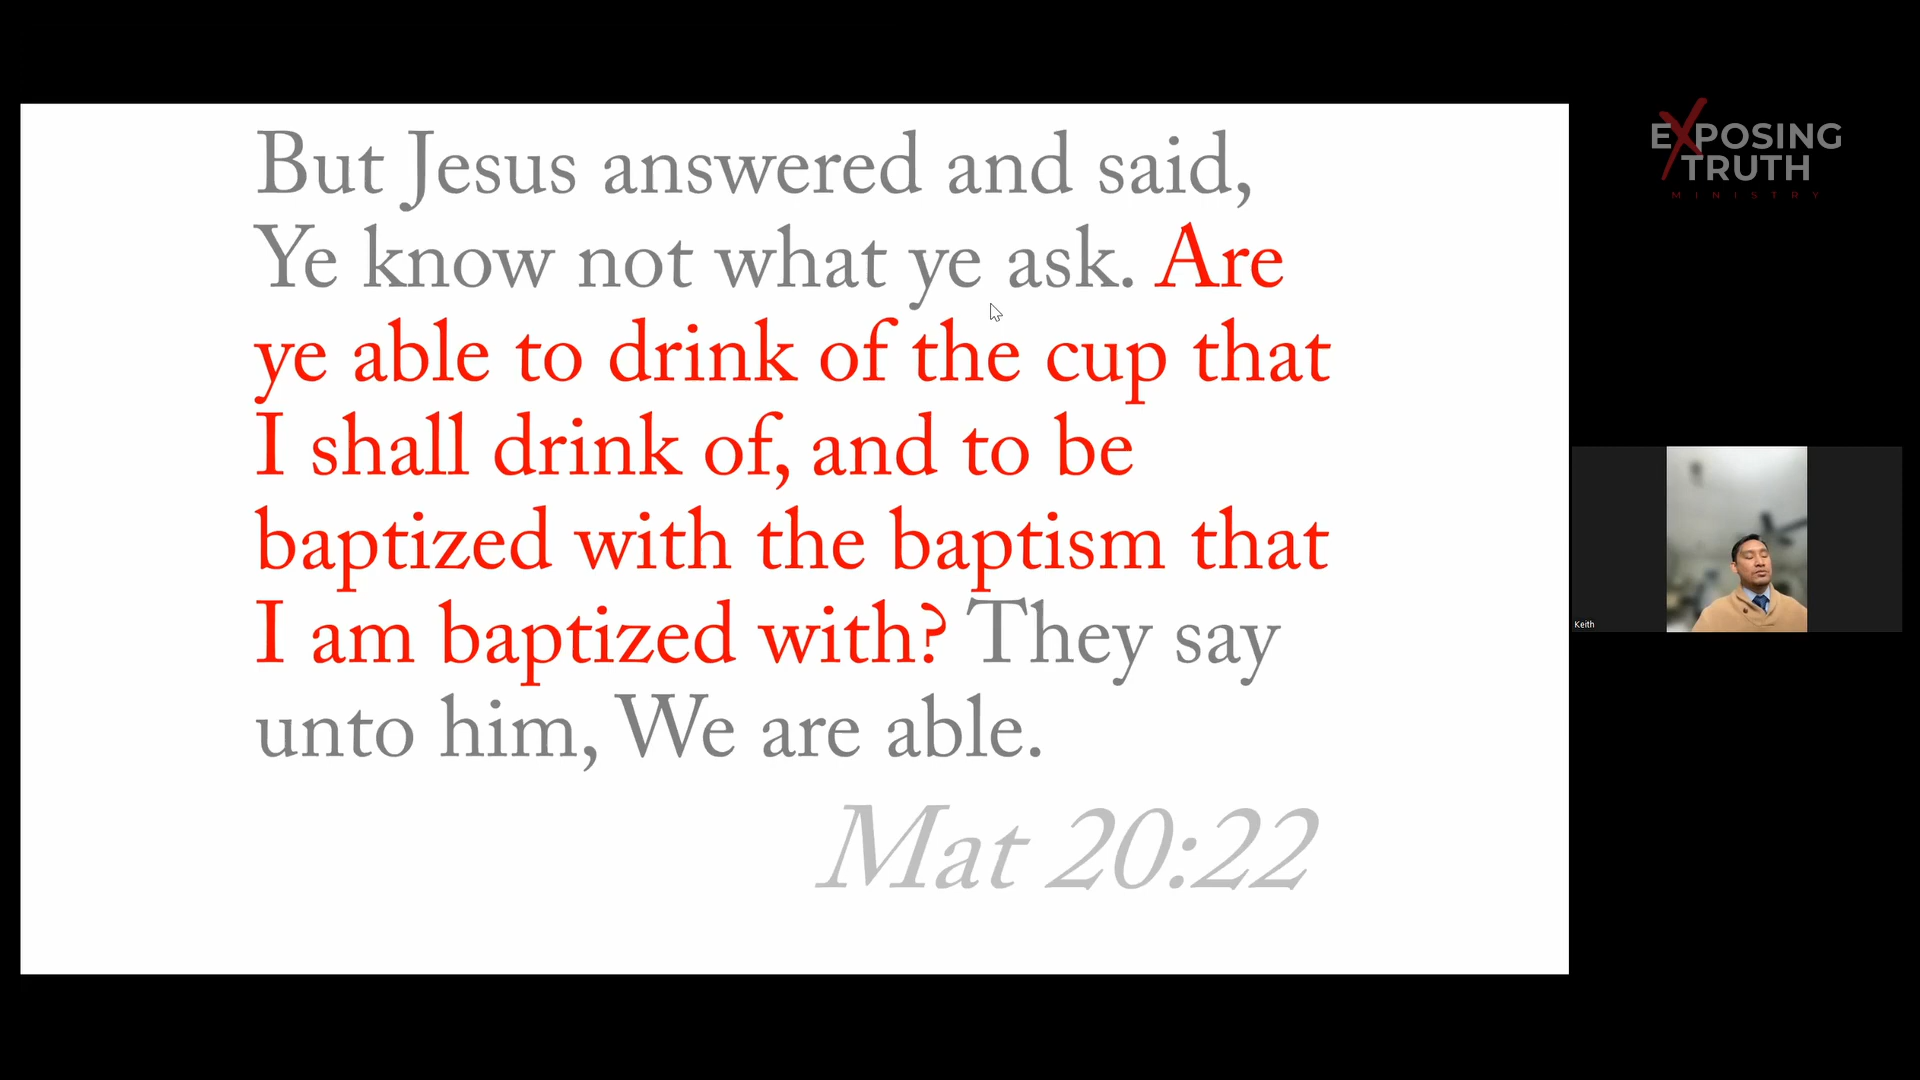 But Jesus answered and said,
Ye know not what ye ask. Are
ye able to drink of the cup that
I shall drink of, and to be
baptized with the baptism that
I am baptized with? They say
unto him, We are able.
Mat 20:22
EXPOSING
TRUTH
MINISTRY
Keith